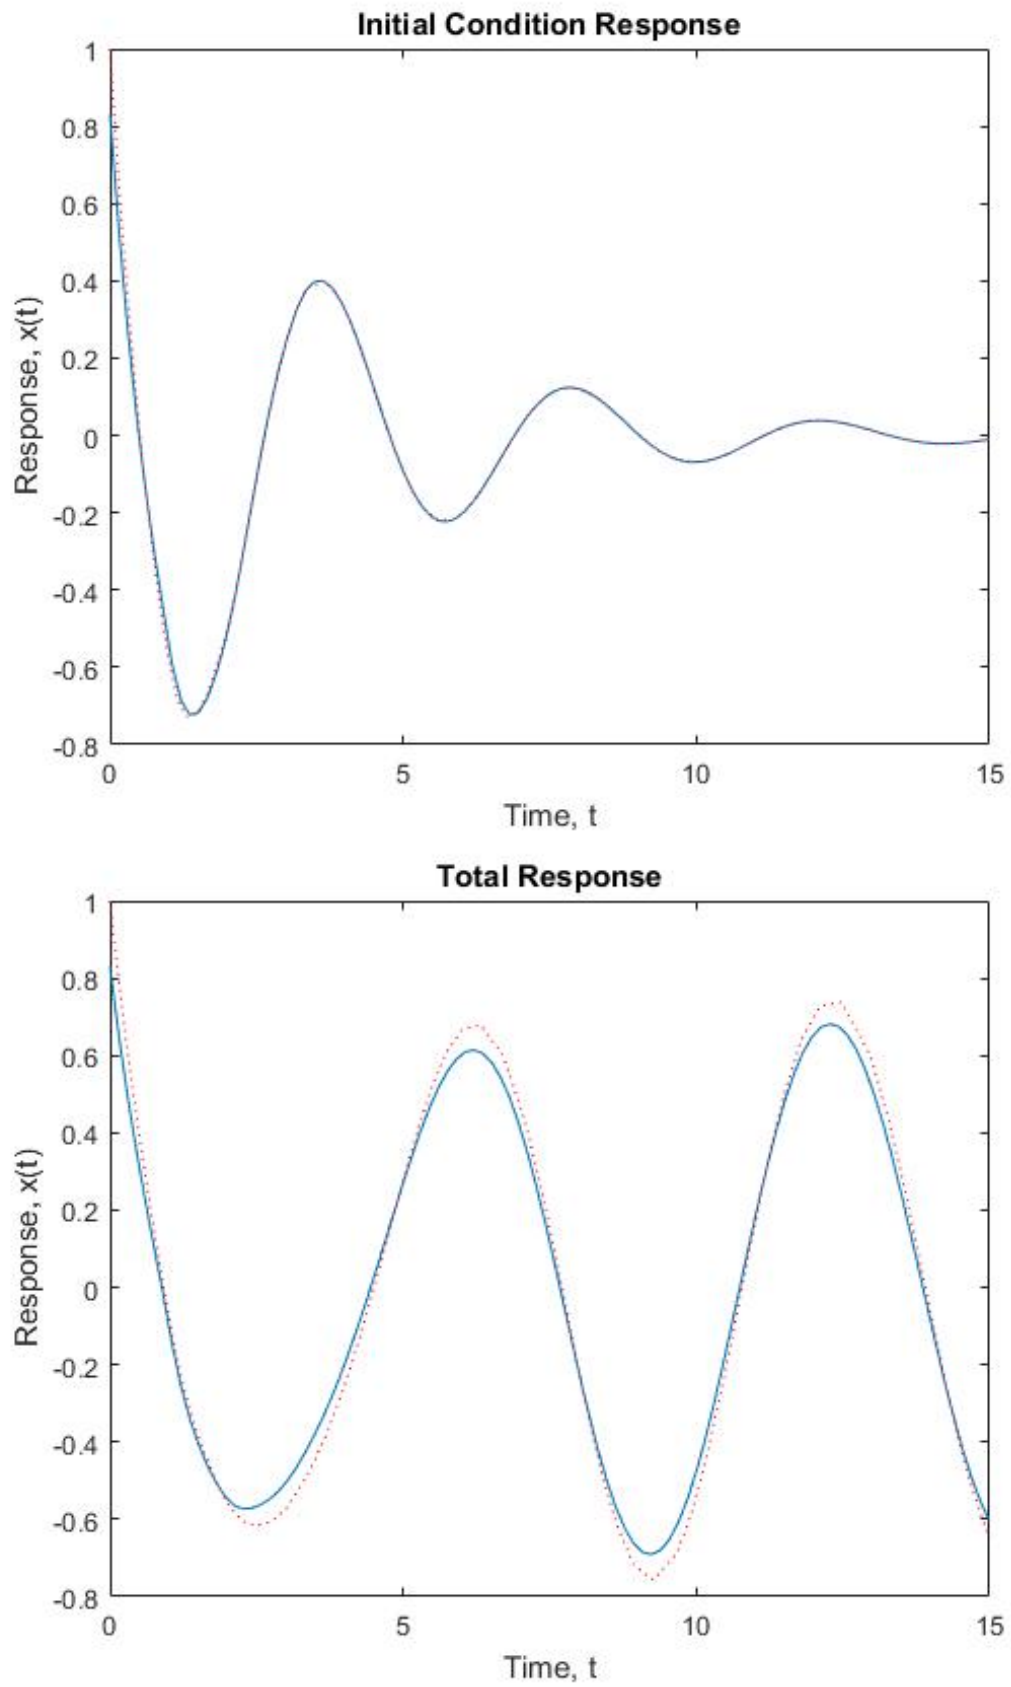 Initial Condition Response
1
0.8
0.6
0.4
0.2
0
-0.2
-0.4
-0.6
-0.8
Response, x(t)
0 5 10 15
Time, t
Total Response
1
0.8
0.6
0.4
0.2
0
-0.2
-0.4
-0.6
-0.8
Response, x(t)
0 5 10 15
Time, t